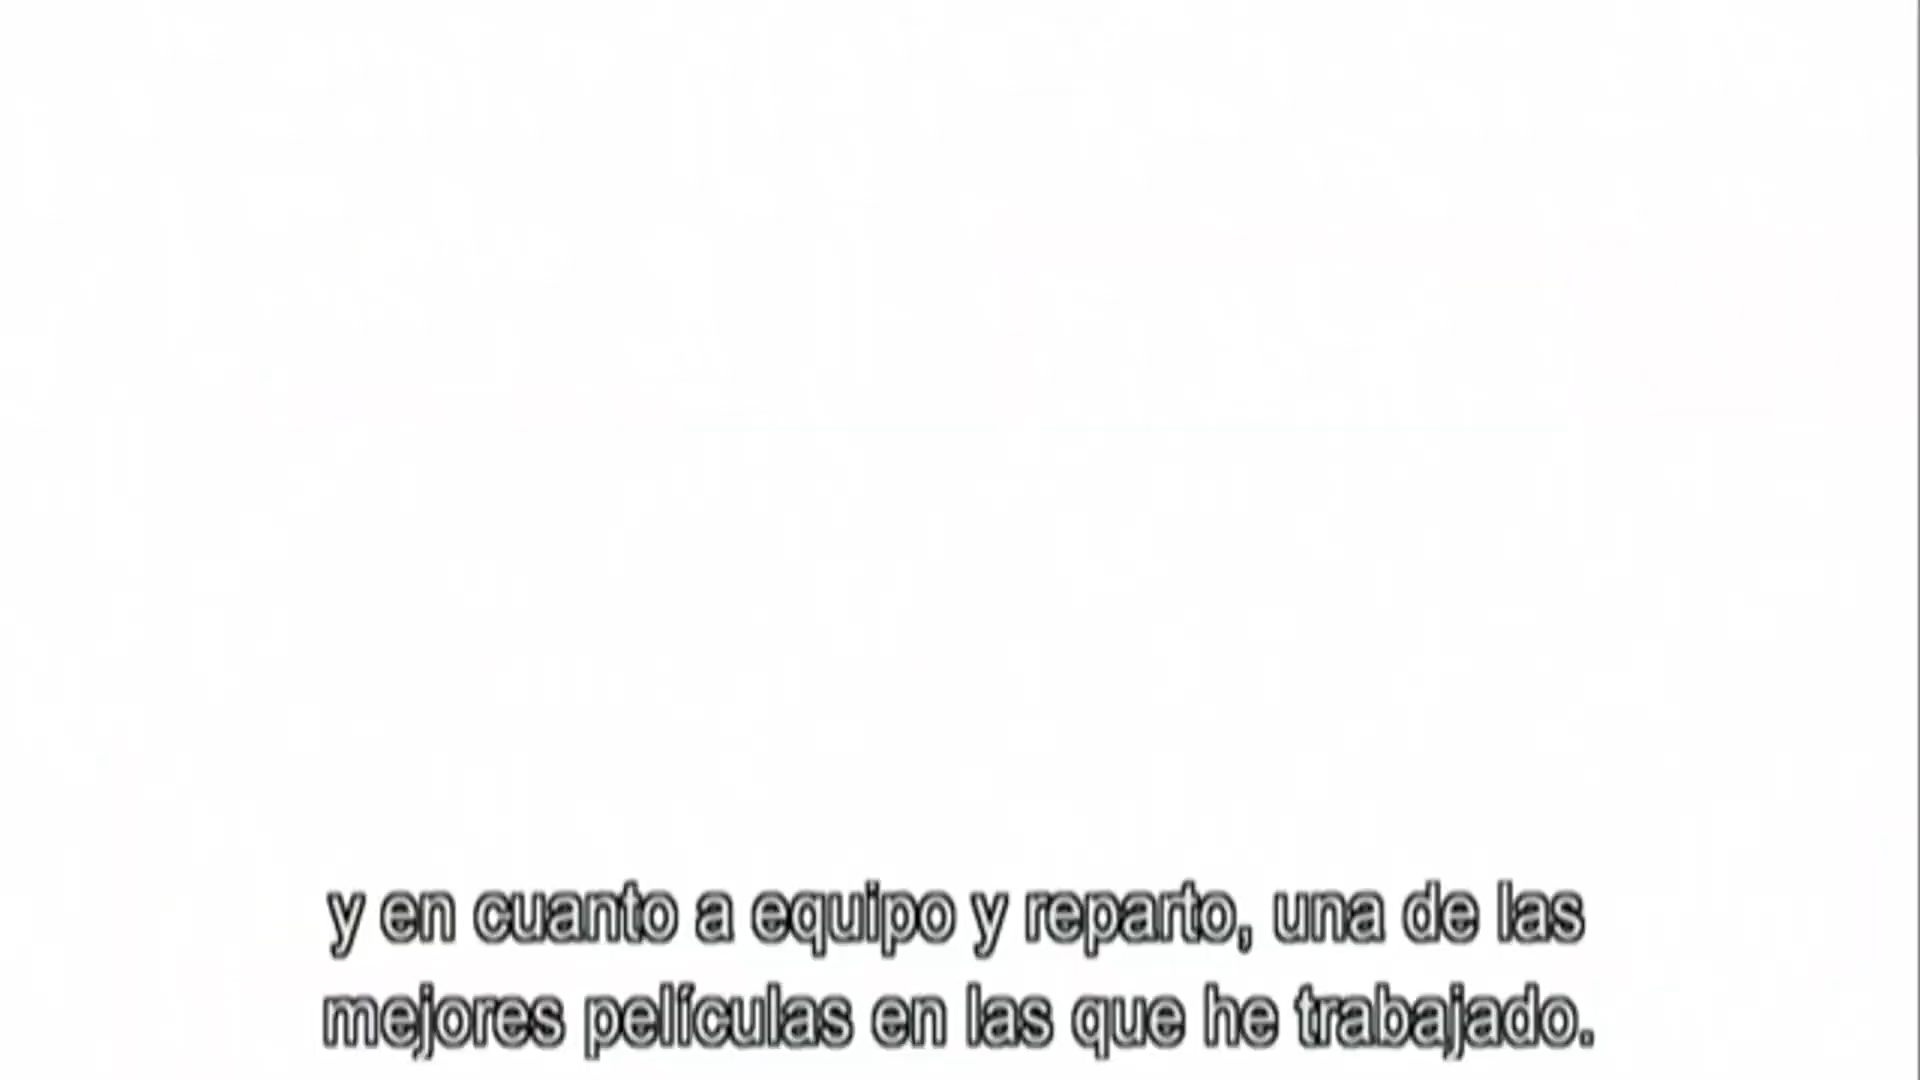 y en cuanto a equipo y reparto, una de las
mejores películas en las que he trabajado.